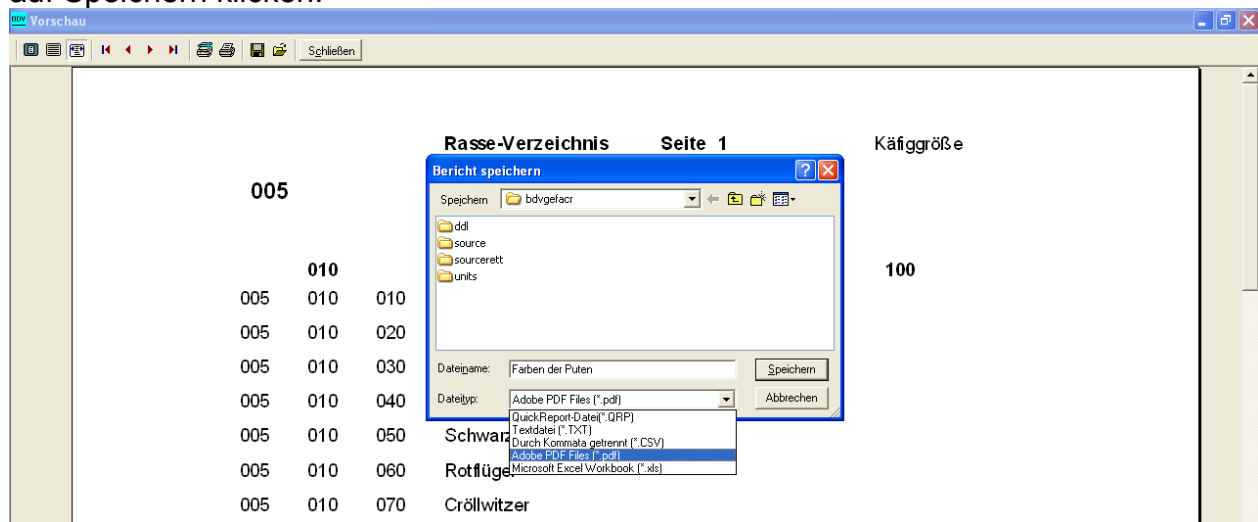 auf Speichern klicken.
BDV Vorschau
Schließen
Rasse-Verzeichnis Seite 1 Käfiggröße
Bericht speichern
005
Speichern bdvgefacr
ddl
source
sourcerett
units
010 100
005 010 010
005 010 020
005 010 030
Dateiname: Farben der Puten Speichern
005 010 040
Dateityp: Adobe PDF Files (*.pdf) Abbrechen
QuickReport-Datei(*.QRP)
Textdatei (*.TXT)
005 010 050 Schwarz
Durch Kommata getrennt (*.CSV)
Adobe PDF Files (*.pdf)
Microsoft Excel Workbook (*.xls)
005 010 060 Rotflügel
005 010 070 Cröllwitzer